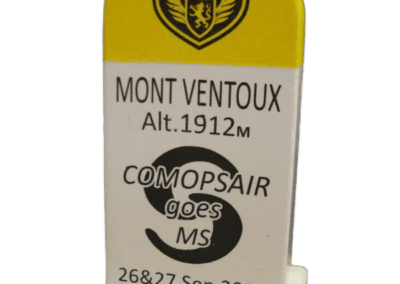 MONT VENTOUX
Alt.1912м
COMOPSAIR
goes
MS
26&27 Sep